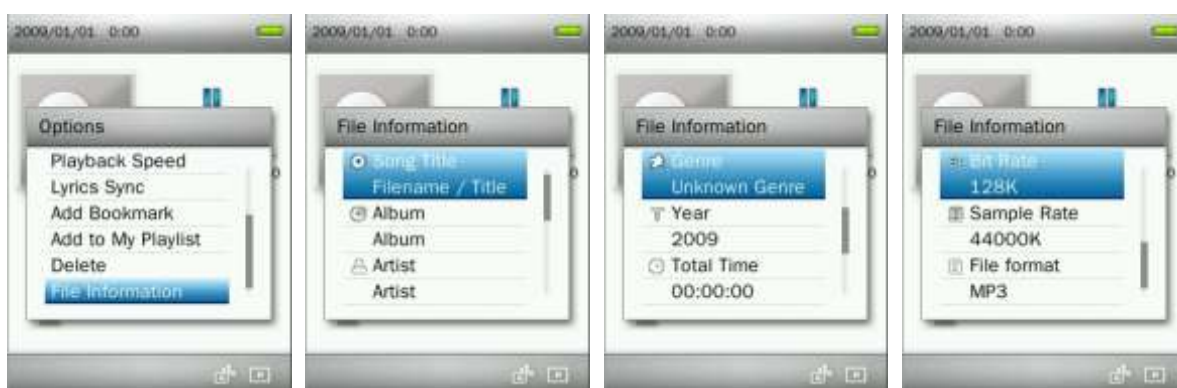 2009/01/01 0:00
Options
Playback Speed
Lyrics Sync
Add Bookmark
Add to My Playlist
Delete
File Information
2009/01/01 0:00
File Information
Song Title
Filename / Title
Album
Album
Artist
Artist
2009/01/01 0:00
File Information
Genre
Unknown Genre
Year
2009
Total Time
00:00:00
2009/01/01 0:00
File Information
Bit Rate
128K
Sample Rate
44000K
File format
MP3